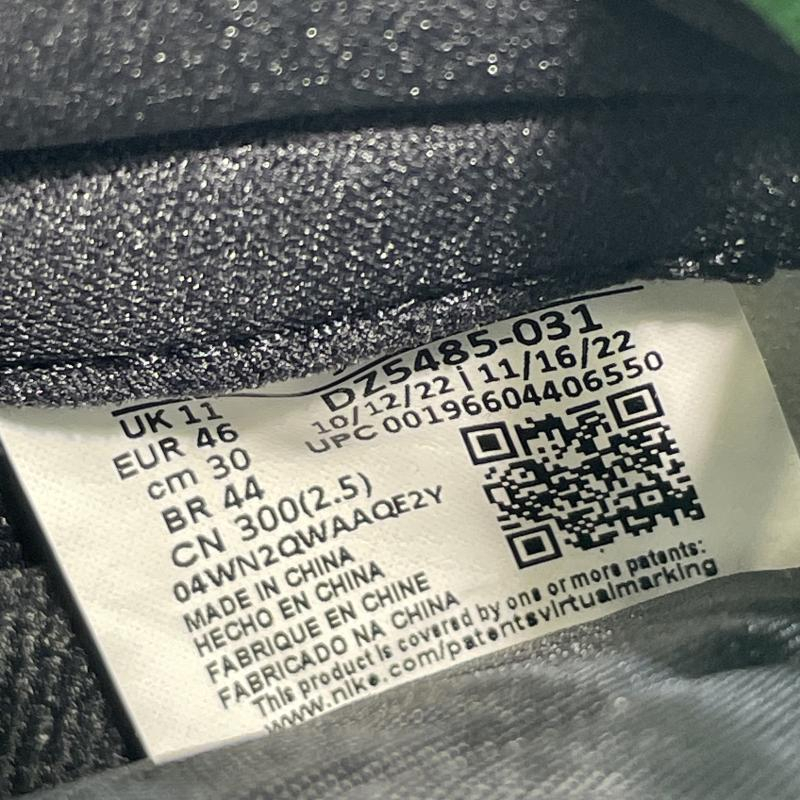 UK 11
EUR 46
cm 30
BR 44
CN 300(2.5)
04WN2QWAAQE2Y
MADE IN CHINA
HECHO EN CHINA
FABRIQUE EN CHINE
FABRICADO NA CHINA
This product is covered by one or more patents:
www.nike.com/patentsvirtualmarking
DZ5485-031
10/12/22 | 11/16/22
UPC 00196604406550